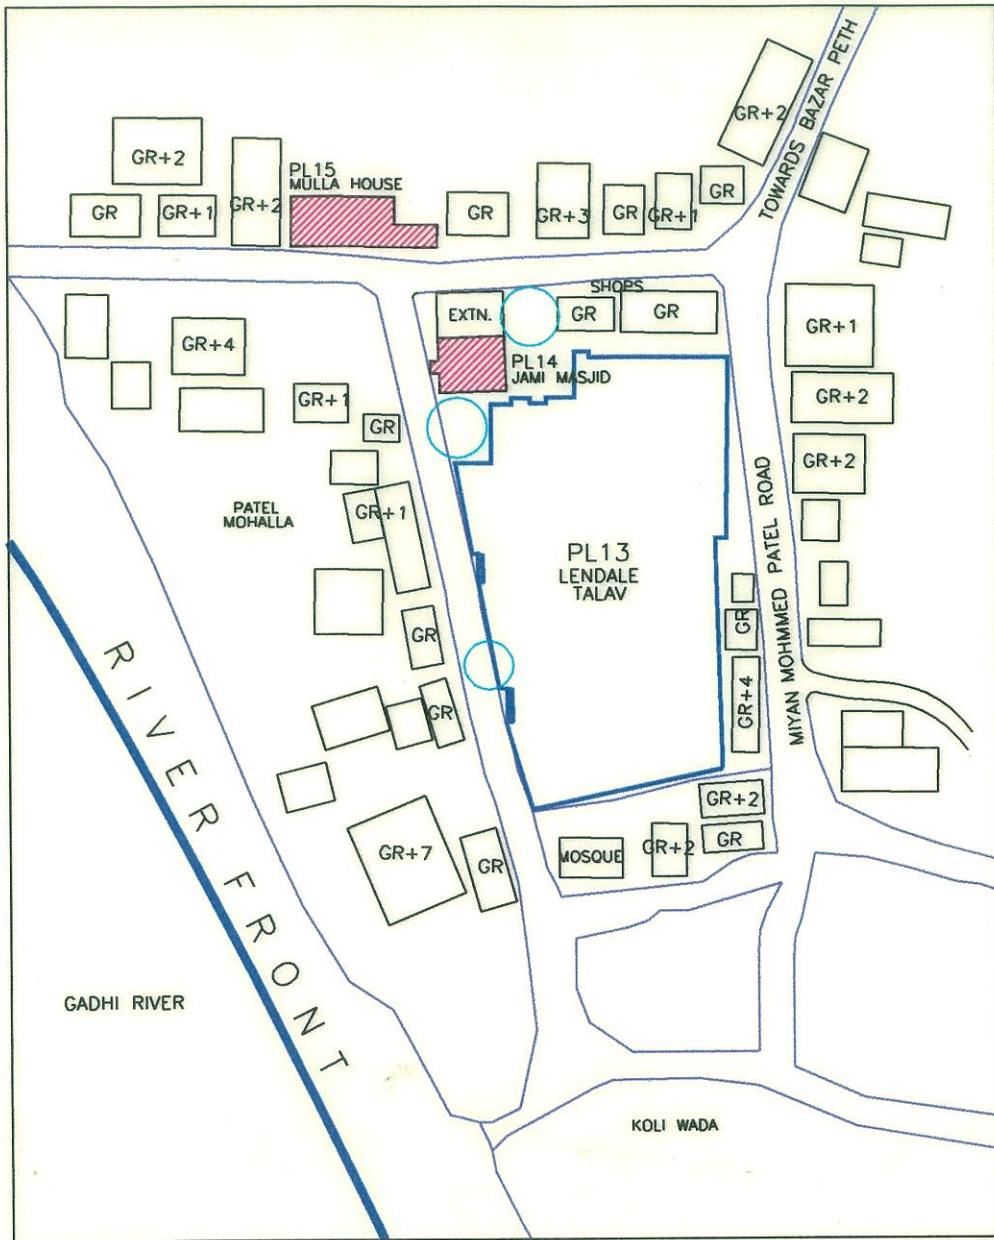 GR+2
TOWARDS BAZAR PETH
GR+2
PL15
MULLA HOUSE
GR
GR+1
GR+2
GR
GR+3
GR
GR+1
GR
SHOPS
EXTN.
GR
GR
GR+1
GR+4
PL14
JAMI MASJID
GR+1
GR
GR+2
GR+2
PATEL
MOHALLA
GR+1
MIYAN MOHMMED PATEL ROAD
PL13
LENDALE
TALAV
GR
GR
GR
GR+4
RIVER FRONT
GR+2
GR+7
GR
MOSQUE
GR+2
GR
GADHI RIVER
KOLI WADA